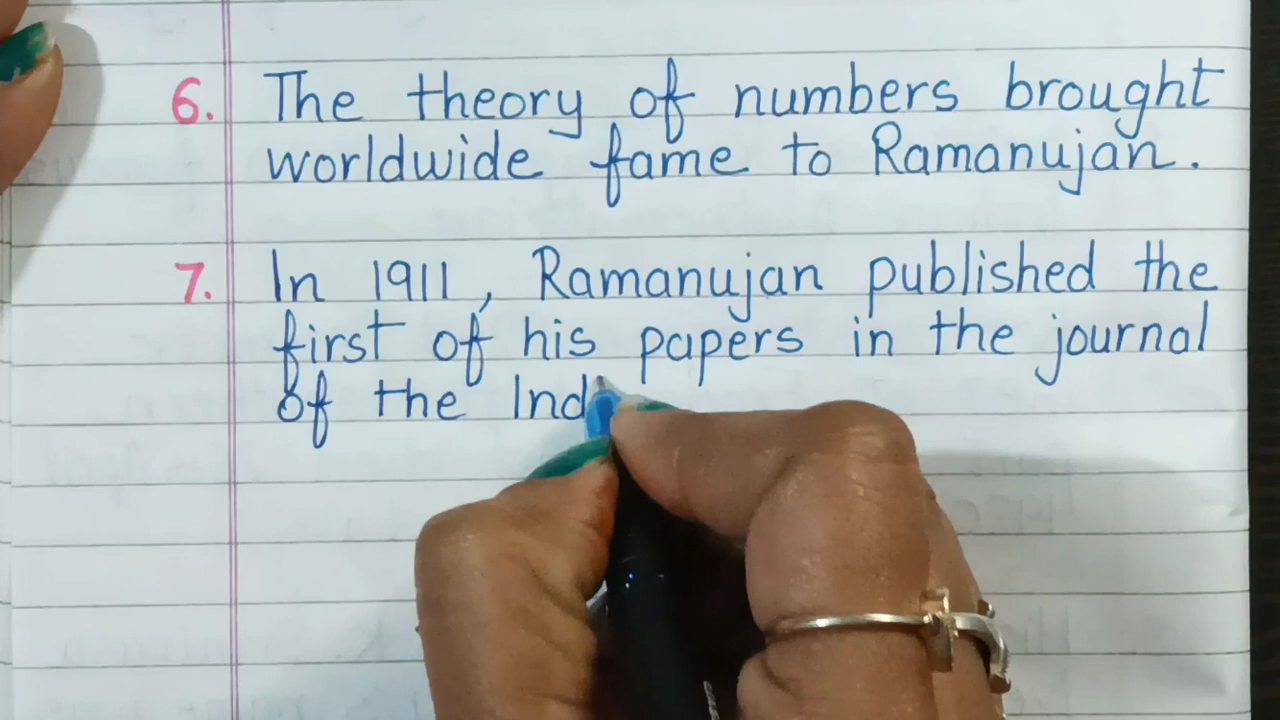 6. The theory of numbers brought
worldwide fame to Ramanujan.
7. In 1911, Ramanujan published the
first of his papers in the journal
of the Ind